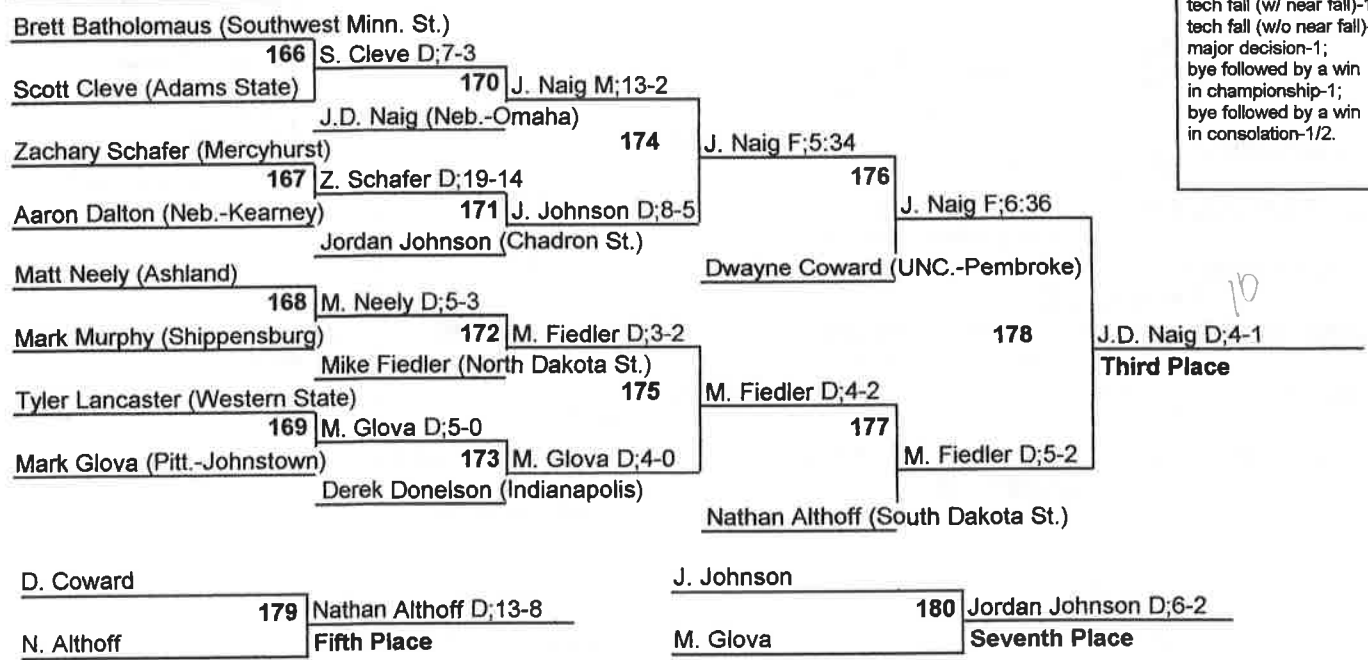 tech fall (w/ near fall)-1
tech fall (w/o near fall)-
major decision-1;
bye followed by a win
in championship-1;
bye followed by a win
in consolation-1/2.
Brett Batholomaus (Southwest Minn. St.)
166 S. Cleve D;7-3
Scott Cleve (Adams State)
170 J. Naig M;13-2
J.D. Naig (Neb.-Omaha)
Zachary Schafer (Mercyhurst)
174 J. Naig F;5:34
167 Z. Schafer D;19-14
176
Aaron Dalton (Neb.-Kearney)
171 J. Johnson D;8-5
J. Naig F;6:36
Jordan Johnson (Chadron St.)
Matt Neely (Ashland)
Dwayne Coward (UNC.-Pembroke)
168 M. Neely D;5-3
10
Mark Murphy (Shippensburg)
172 M. Fiedler D;3-2
178 J.D. Naig D;4-1
Mike Fiedler (North Dakota St.)
Third Place
Tyler Lancaster (Western State)
175 M. Fiedler D;4-2
169 M. Glova D;5-0
177
Mark Glova (Pitt.-Johnstown)
173 M. Glova D;4-0
M. Fiedler D;5-2
Derek Donelson (Indianapolis)
Nathan Althoff (South Dakota St.)
D. Coward
179 Nathan Althoff D;13-8
N. Althoff
Fifth Place
J. Johnson
180 Jordan Johnson D;6-2
M. Glova
Seventh Place